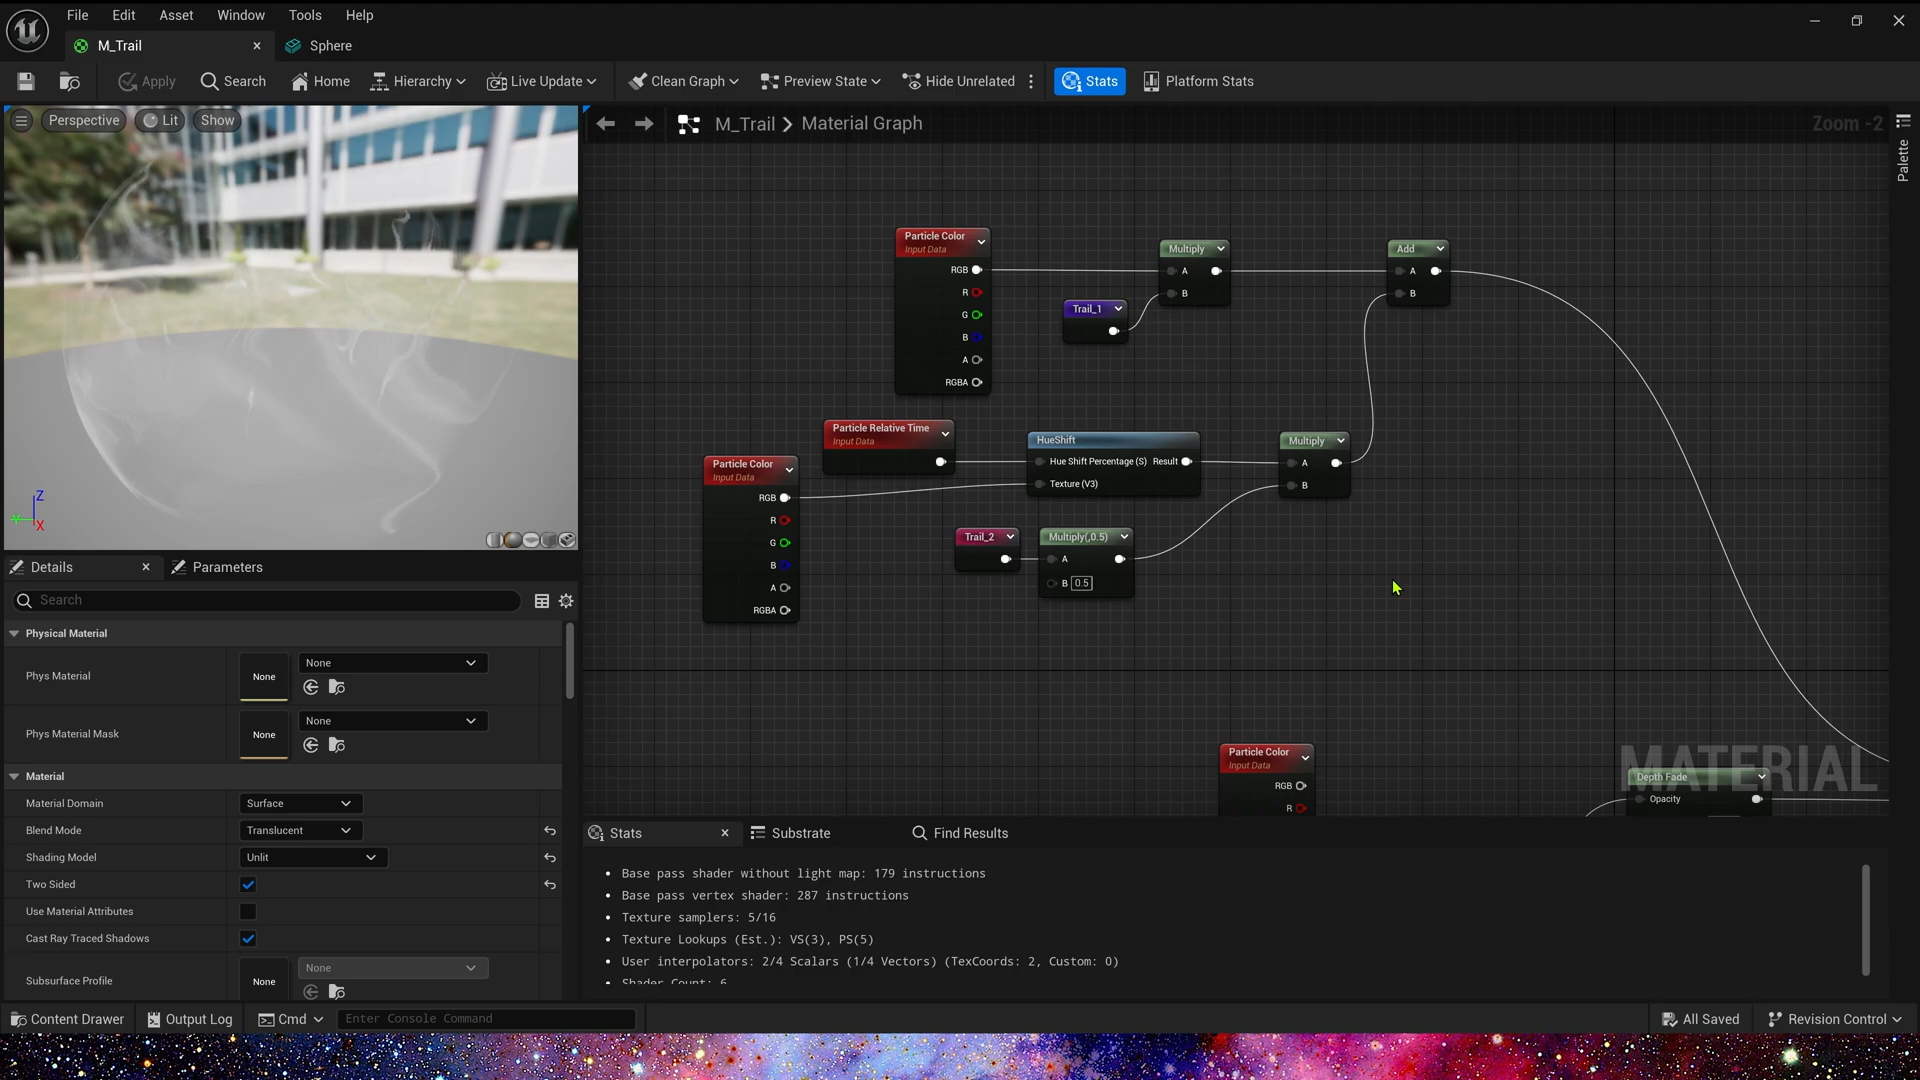 File Edit Asset Window Tools Help
M_Trail Sphere
Apply Search Home Hierarchy Live Update Clean Graph Preview State Hide Unrelated Stats Platform Stats
Perspective Lit Show
M_Trail > Material Graph
Zoom -2
Palette
Particle Color
Input Data
RGB
R
G
B
A
RGBA
Multiply
A
B
Add
A
B
Trail_1
Particle Relative Time
Input Data
HueShift
Hue Shift Percentage (S) Result
Texture (V3)
Multiply
A
B
Particle Color
Input Data
RGB
R
G
B
A
RGBA
Trail_2
Multiply(,0.5)
A
B 0.5
Z
X
Particle Color
Input Data
RGB
R
MATERIAL
Depth Fade
Opacity
Details Parameters
Search
Physical Material
Phys Material None None
Phys Material Mask None None
Material
Material Domain Surface
Blend Mode Translucent
Shading Model Unlit
Two Sided
Use Material Attributes
Cast Ray Traced Shadows
Subsurface Profile None None
Stats Substrate Find Results
Base pass shader without light map: 179 instructions
Base pass vertex shader: 287 instructions
Texture samplers: 5/16
Texture Lookups (Est.): VS(3), PS(5)
User interpolators: 2/4 Scalars (1/4 Vectors) (TexCoords: 2, Custom: 0)
Shader Count: 6
Content Drawer Output Log Cmd Enter Console Command All Saved Revision Control